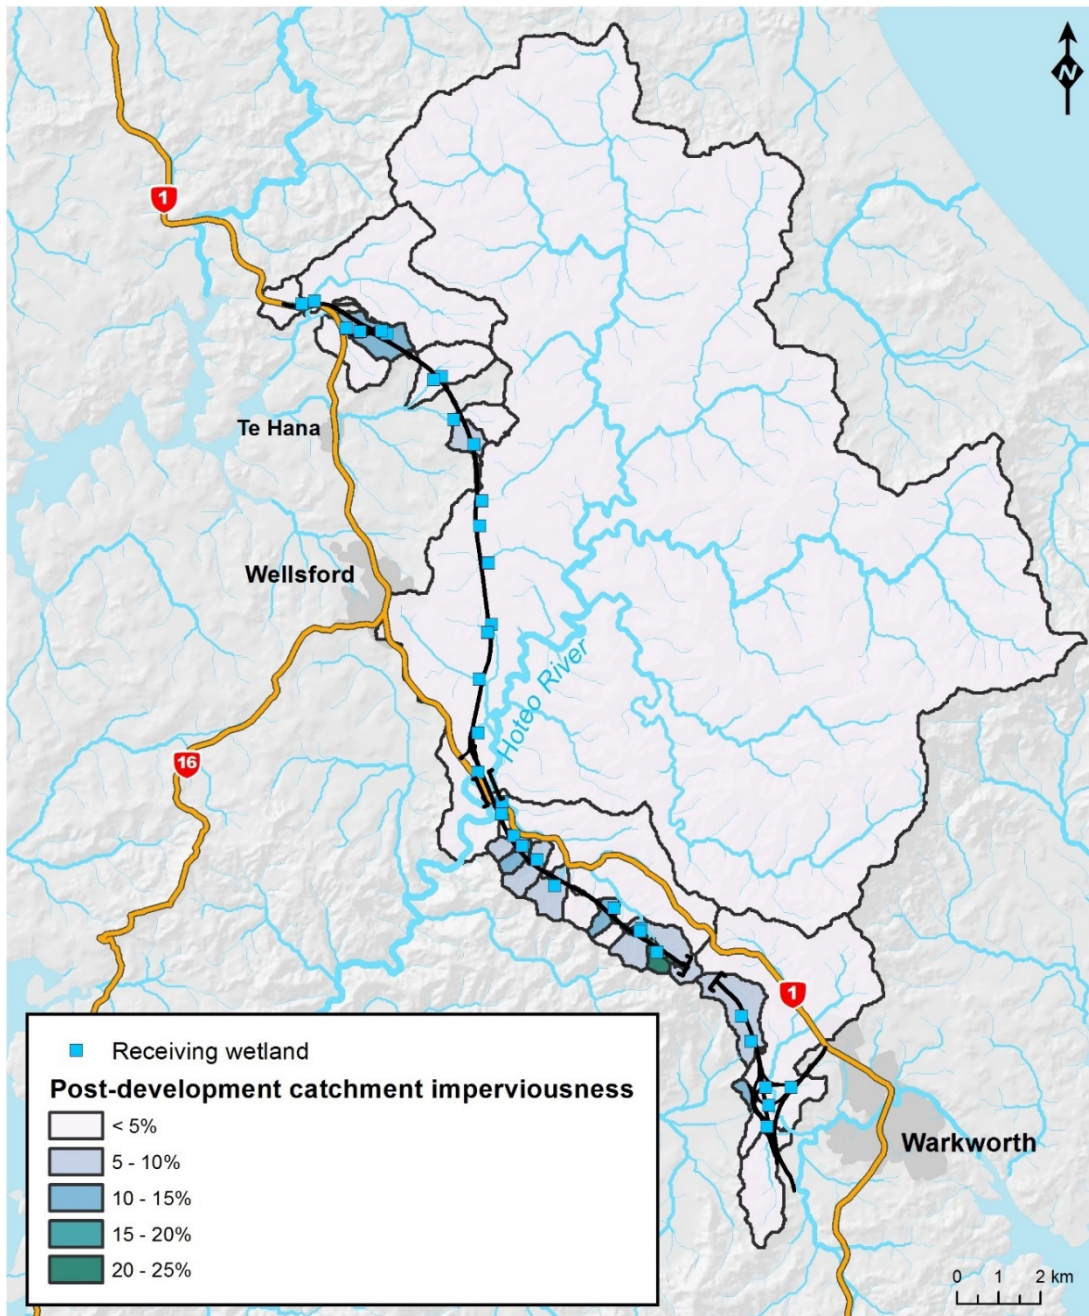 N
1
Te Hana
Wellsford
Hoteo River
16
1
Warkworth
Receiving wetland
Post-development catchment imperviousness
< 5%
5 - 10%
10 - 15%
15 - 20%
20 - 25%
0 1 2 km